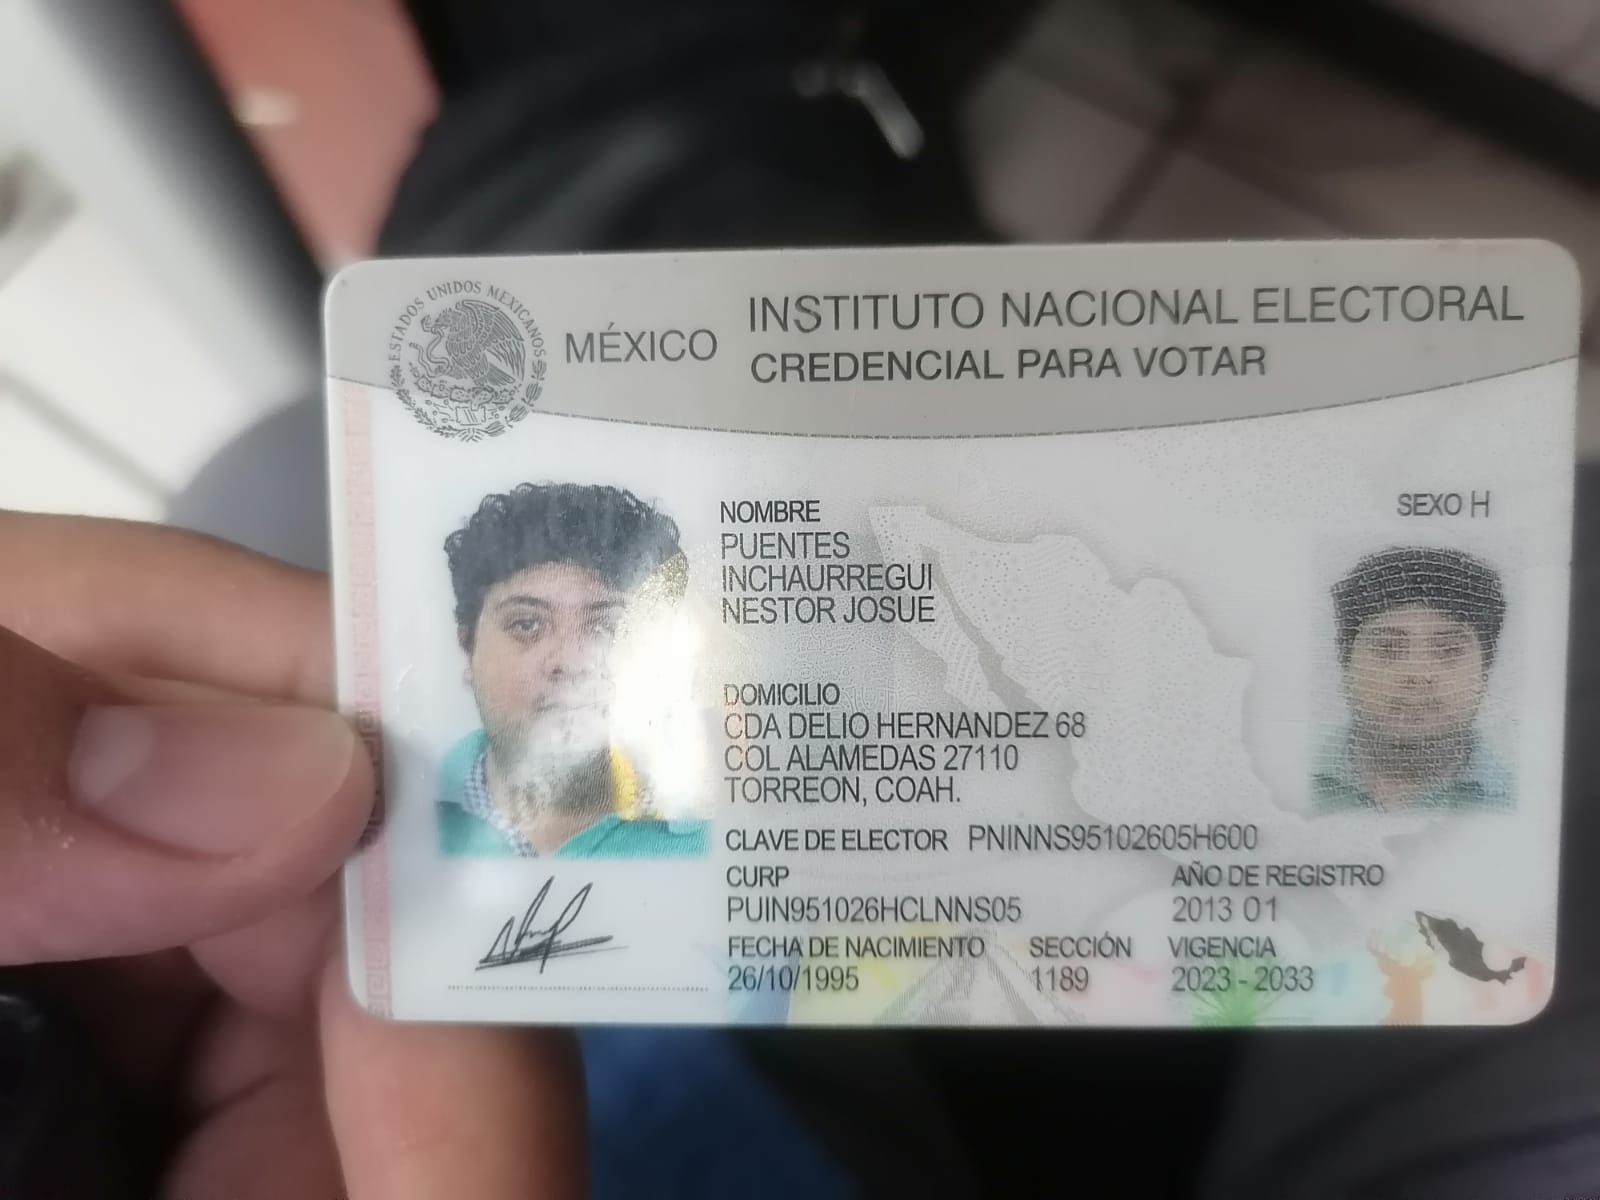 ESTADOS UNIDOS MEXICANOS
MÉXICO
INSTITUTO NACIONAL ELECTORAL
CREDENCIAL PARA VOTAR
NOMBRE
PUENTES
INCHAURREGUI
NESTOR JOSUE
SEXO H
DOMICILIO
CDA DELIO HERNANDEZ 68
COL ALAMEDAS 27110
TORREON, COAH.
CLAVE DE ELECTOR PNINNS95102605H600
CURP
PUIN951026HCLNNS05
AÑO DE REGISTRO
2013 01
FECHA DE NACIMIENTO
26/10/1995
SECCIÓN
1189
VIGENCIA
2023 - 2033